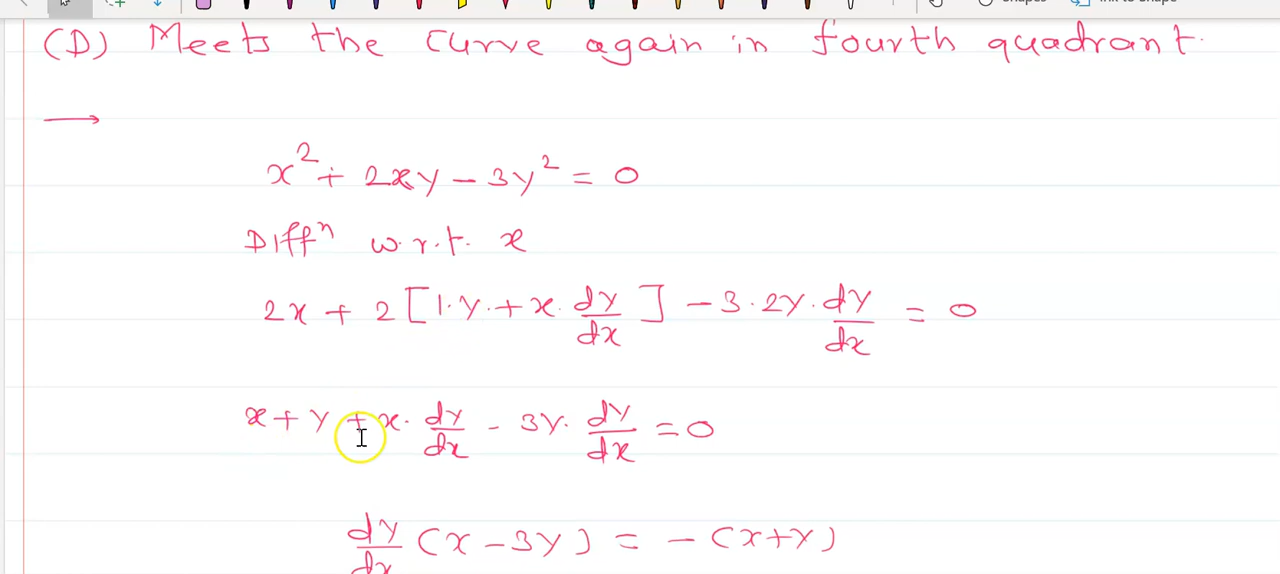 (D) Meets the curve again in fourth quadrant.
→
x² + 2xy − 3y² = 0
Diffⁿ w.r.t. x
2x + 2 [1·y + x· dy/dx] − 3·2y· dy/dx = 0
x + y + x· dy/dx − 3y· dy/dx = 0
dy/dx (x − 3y) = − (x + y)